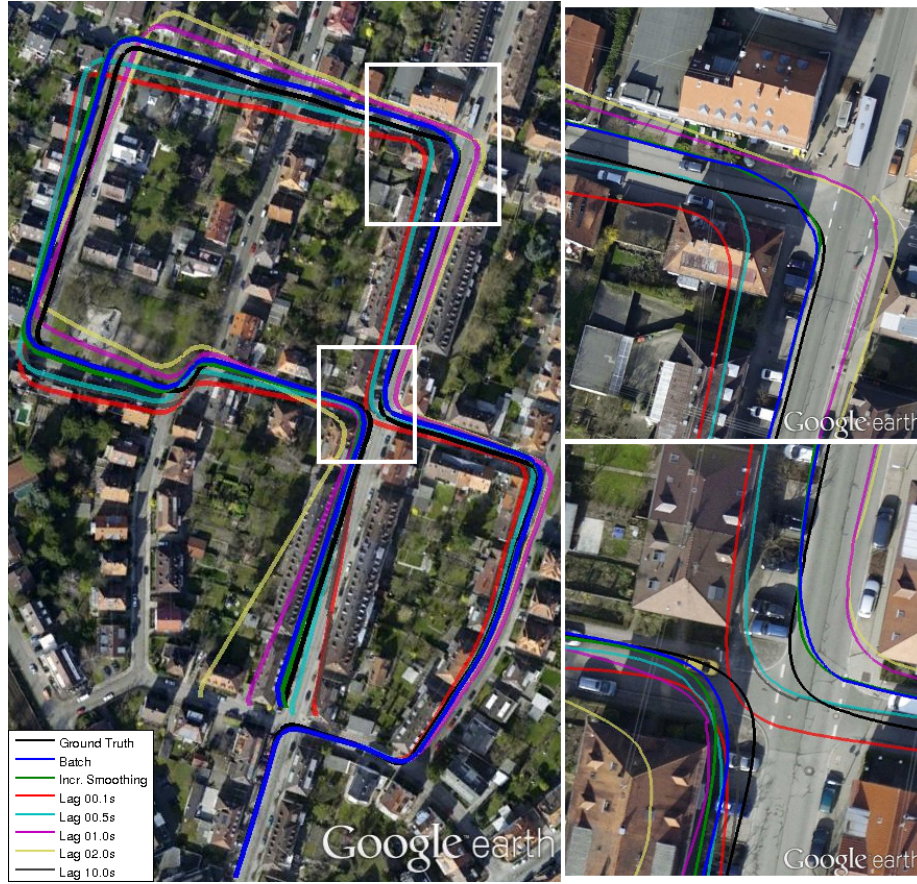 Ground Truth
Batch
Incr. Smoothing
Lag 00.1s
Lag 00.5s
Lag 01.0s
Lag 02.0s
Lag 10.0s
Google earth
Google earth
Google earth